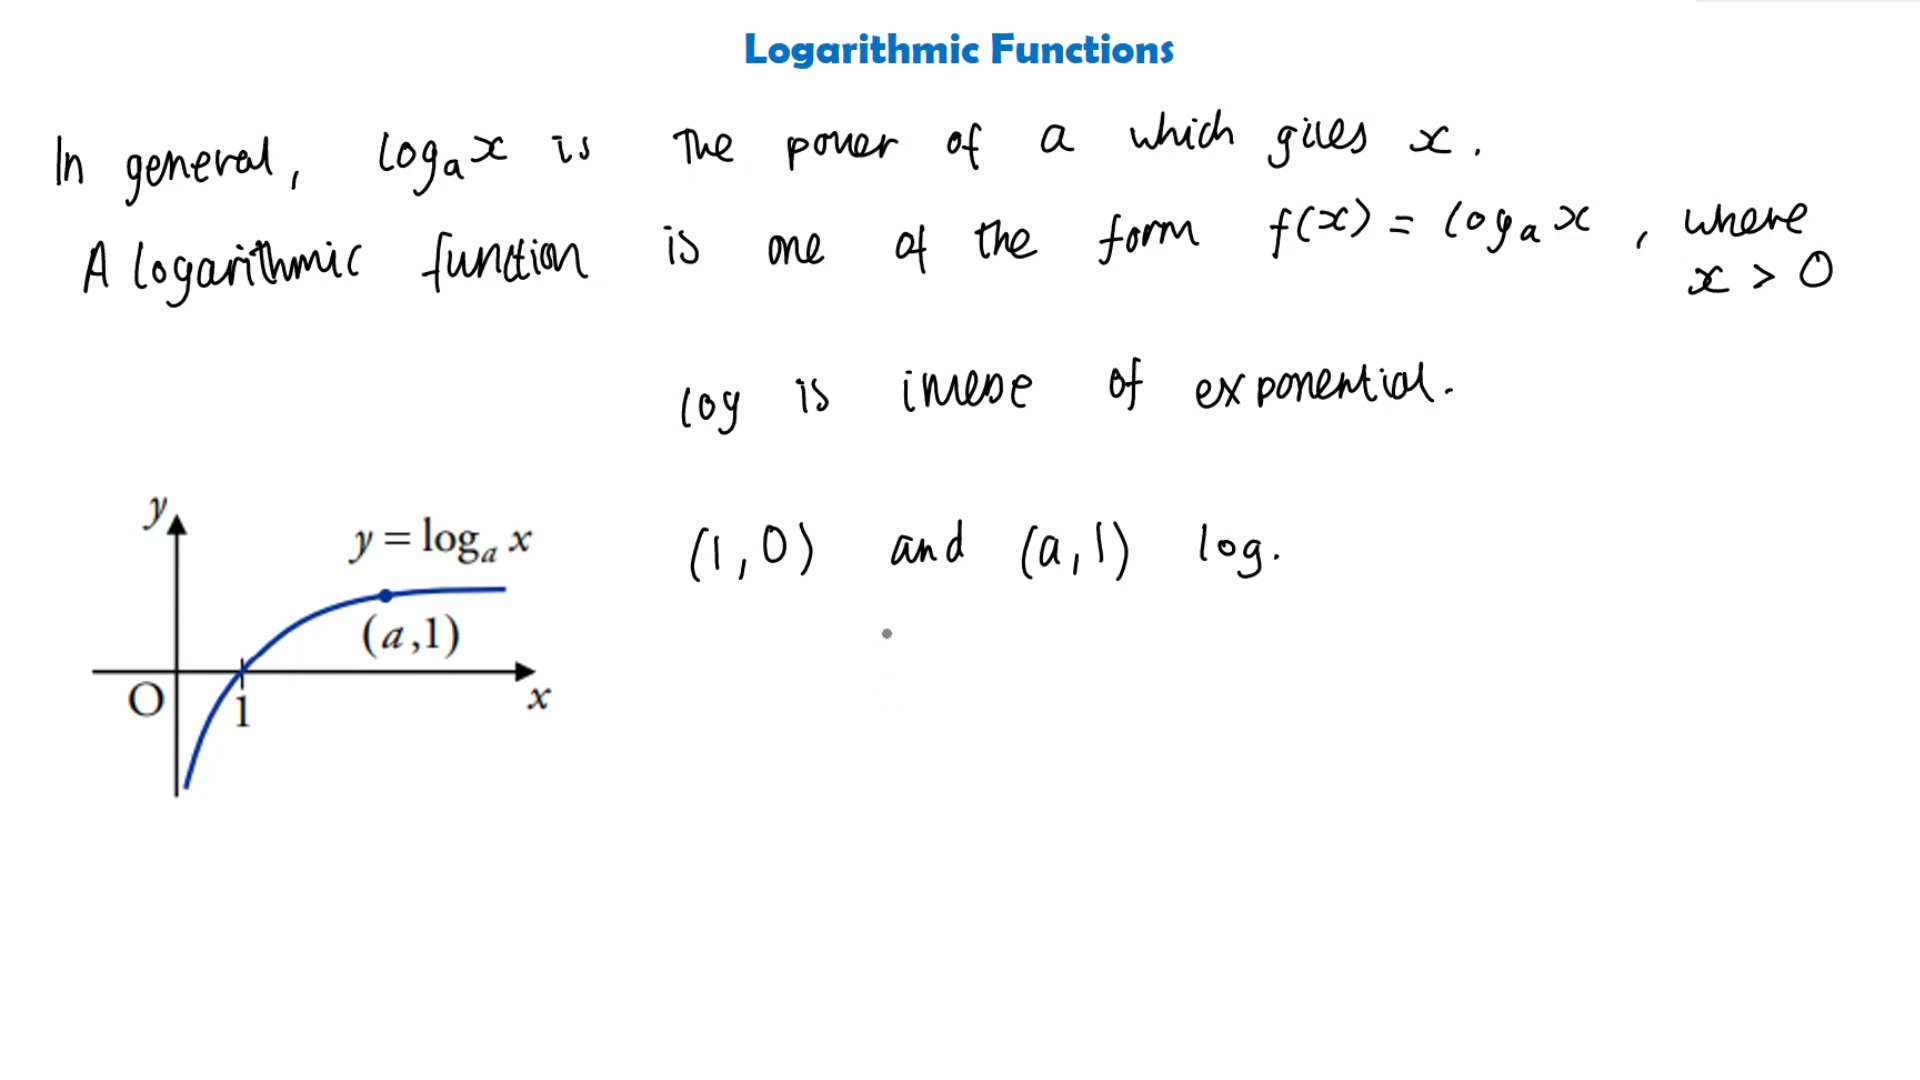 Logarithmic Functions
In general, logₐx is the power of a which gives x.
A logarithmic function is one of the form f(x) = logₐx , where
x > 0
log is inverse of exponential.
y
y = logₐ x
(1,0) and (a,1) log.
(a,1)
O
1
x